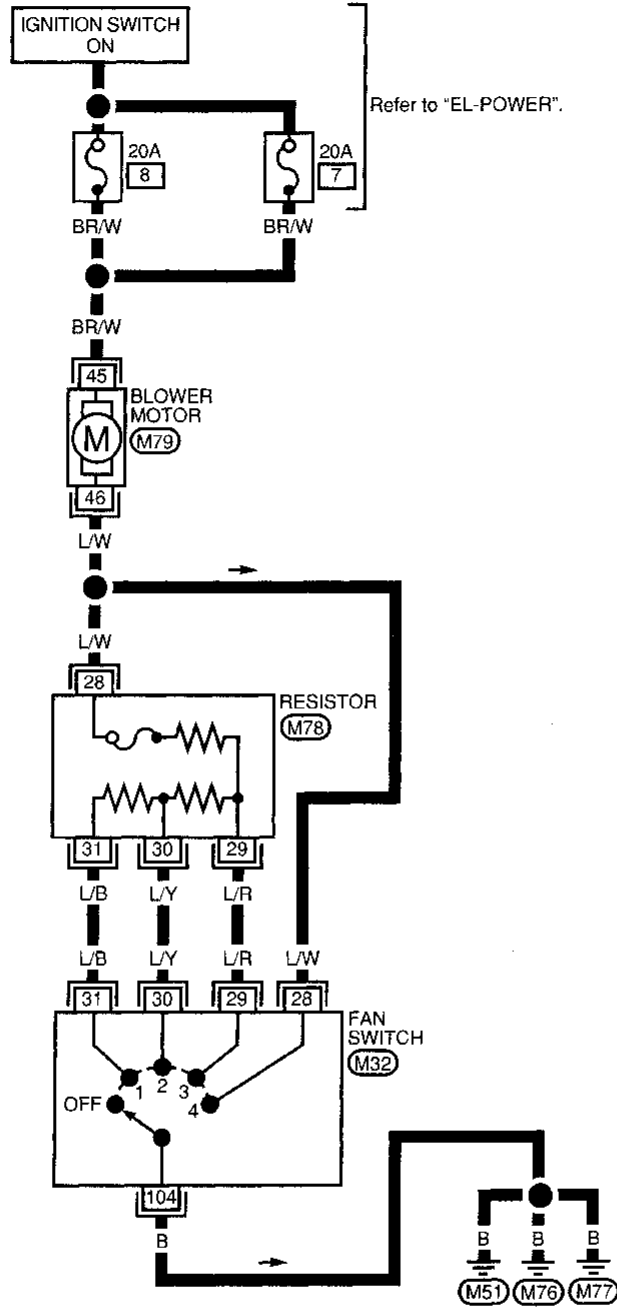 IGNITION SWITCH
ON
Refer to "EL-POWER".
20A
8
20A
7
BR/W
BR/W
BR/W
45
BLOWER
MOTOR
M
M79
46
L/W
L/W
28
RESISTOR
M78
31 30 29
L/B L/Y L/R
L/B L/Y L/R L/W
31 30 29 28
FAN
SWITCH
M32
OFF 1 2 3 4
104
B
B B B
M51 M76 M77